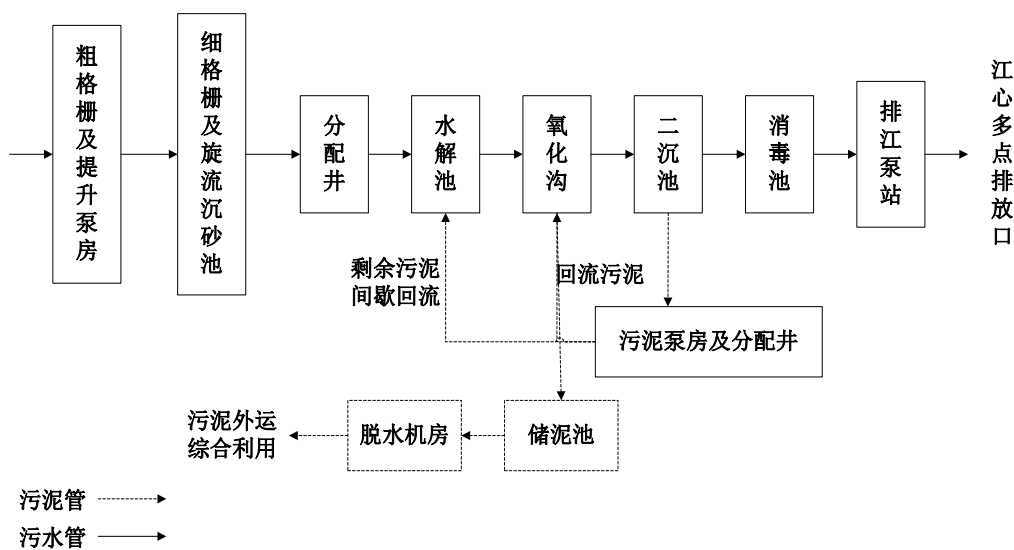 粗格栅及提升泵房
细格栅及旋流沉砂池
分配井
水解池
氧化沟
二沉池
消毒池
排江泵站
江心多点排放口
剩余污泥
间歇回流
回流污泥
污泥泵房及分配井
污泥外运
综合利用
脱水机房
储泥池
污泥管
污水管